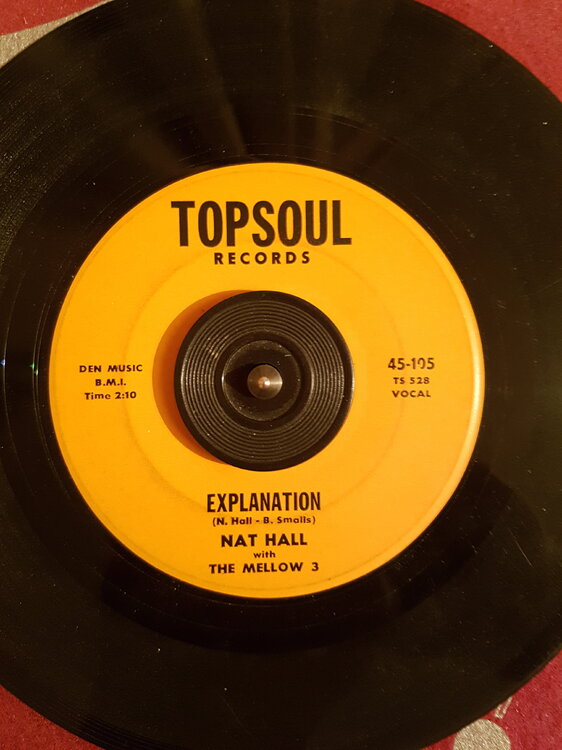 TOPSOUL
RECORDS
DEN MUSIC
B.M.I.
Time 2:10
45-105
TS 528
VOCAL
EXPLANATION
(N. Hall - B. Smalls)
NAT HALL
with
THE MELLOW 3